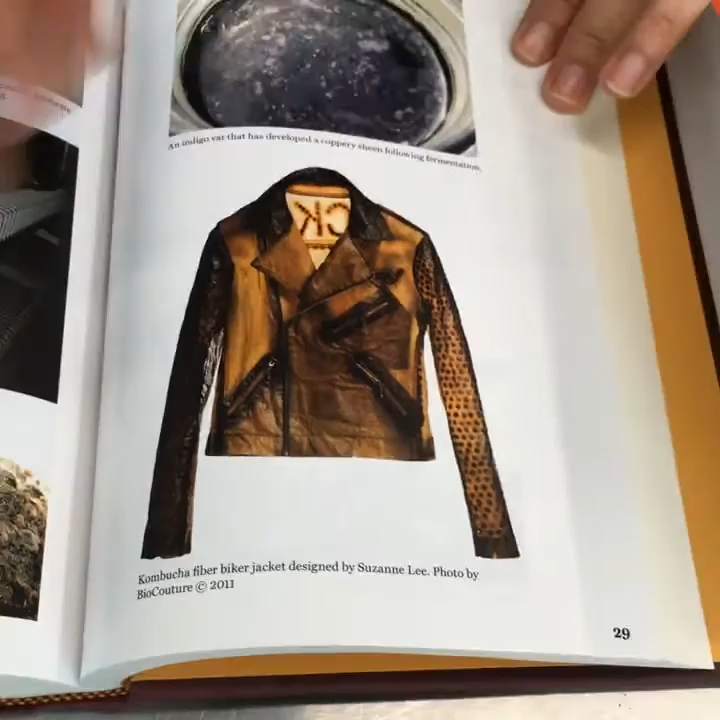 An indigo vat that has developed a coppery sheen following fermentation.
Kombucha fiber biker jacket designed by Suzanne Lee. Photo by
BioCouture © 2011
29